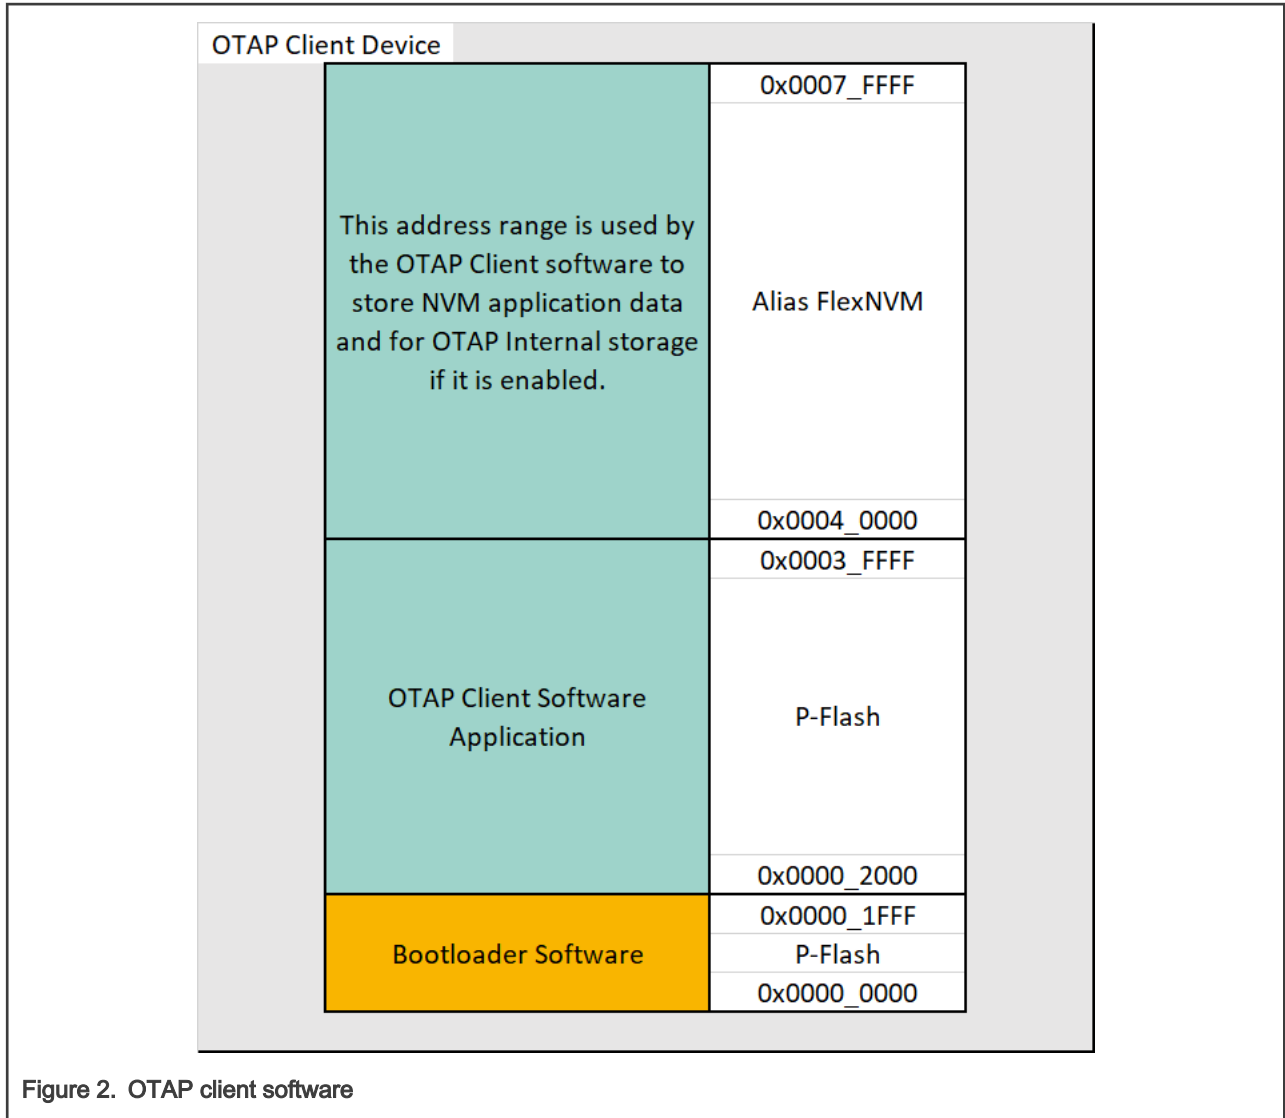 OTAP Client Device
0x0007_FFFF
This address range is used by
the OTAP Client software to
store NVM application data
and for OTAP Internal storage
if it is enabled.
Alias FlexNVM
0x0004_0000
0x0003_FFFF
OTAP Client Software
Application
P-Flash
0x0000_2000
0x0000_1FFF
Bootloader Software
P-Flash
0x0000_0000
Figure 2. OTAP client software